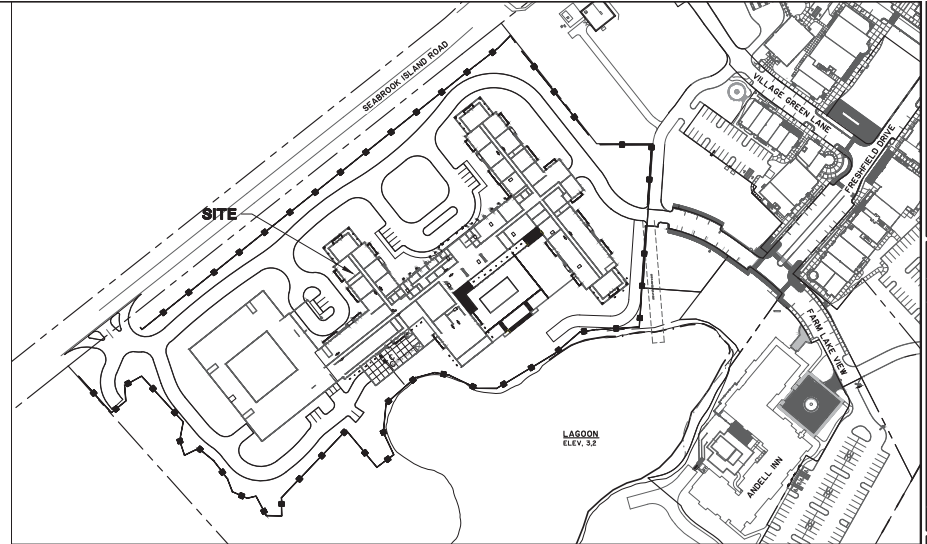 SEABROOK ISLAND ROAD
VILLAGE GREEN LANE
FRESHFIELD DRIVE
SITE
FARM LAKE VIEW
LAGOON
ELEV. 3.2
ANDELL INN